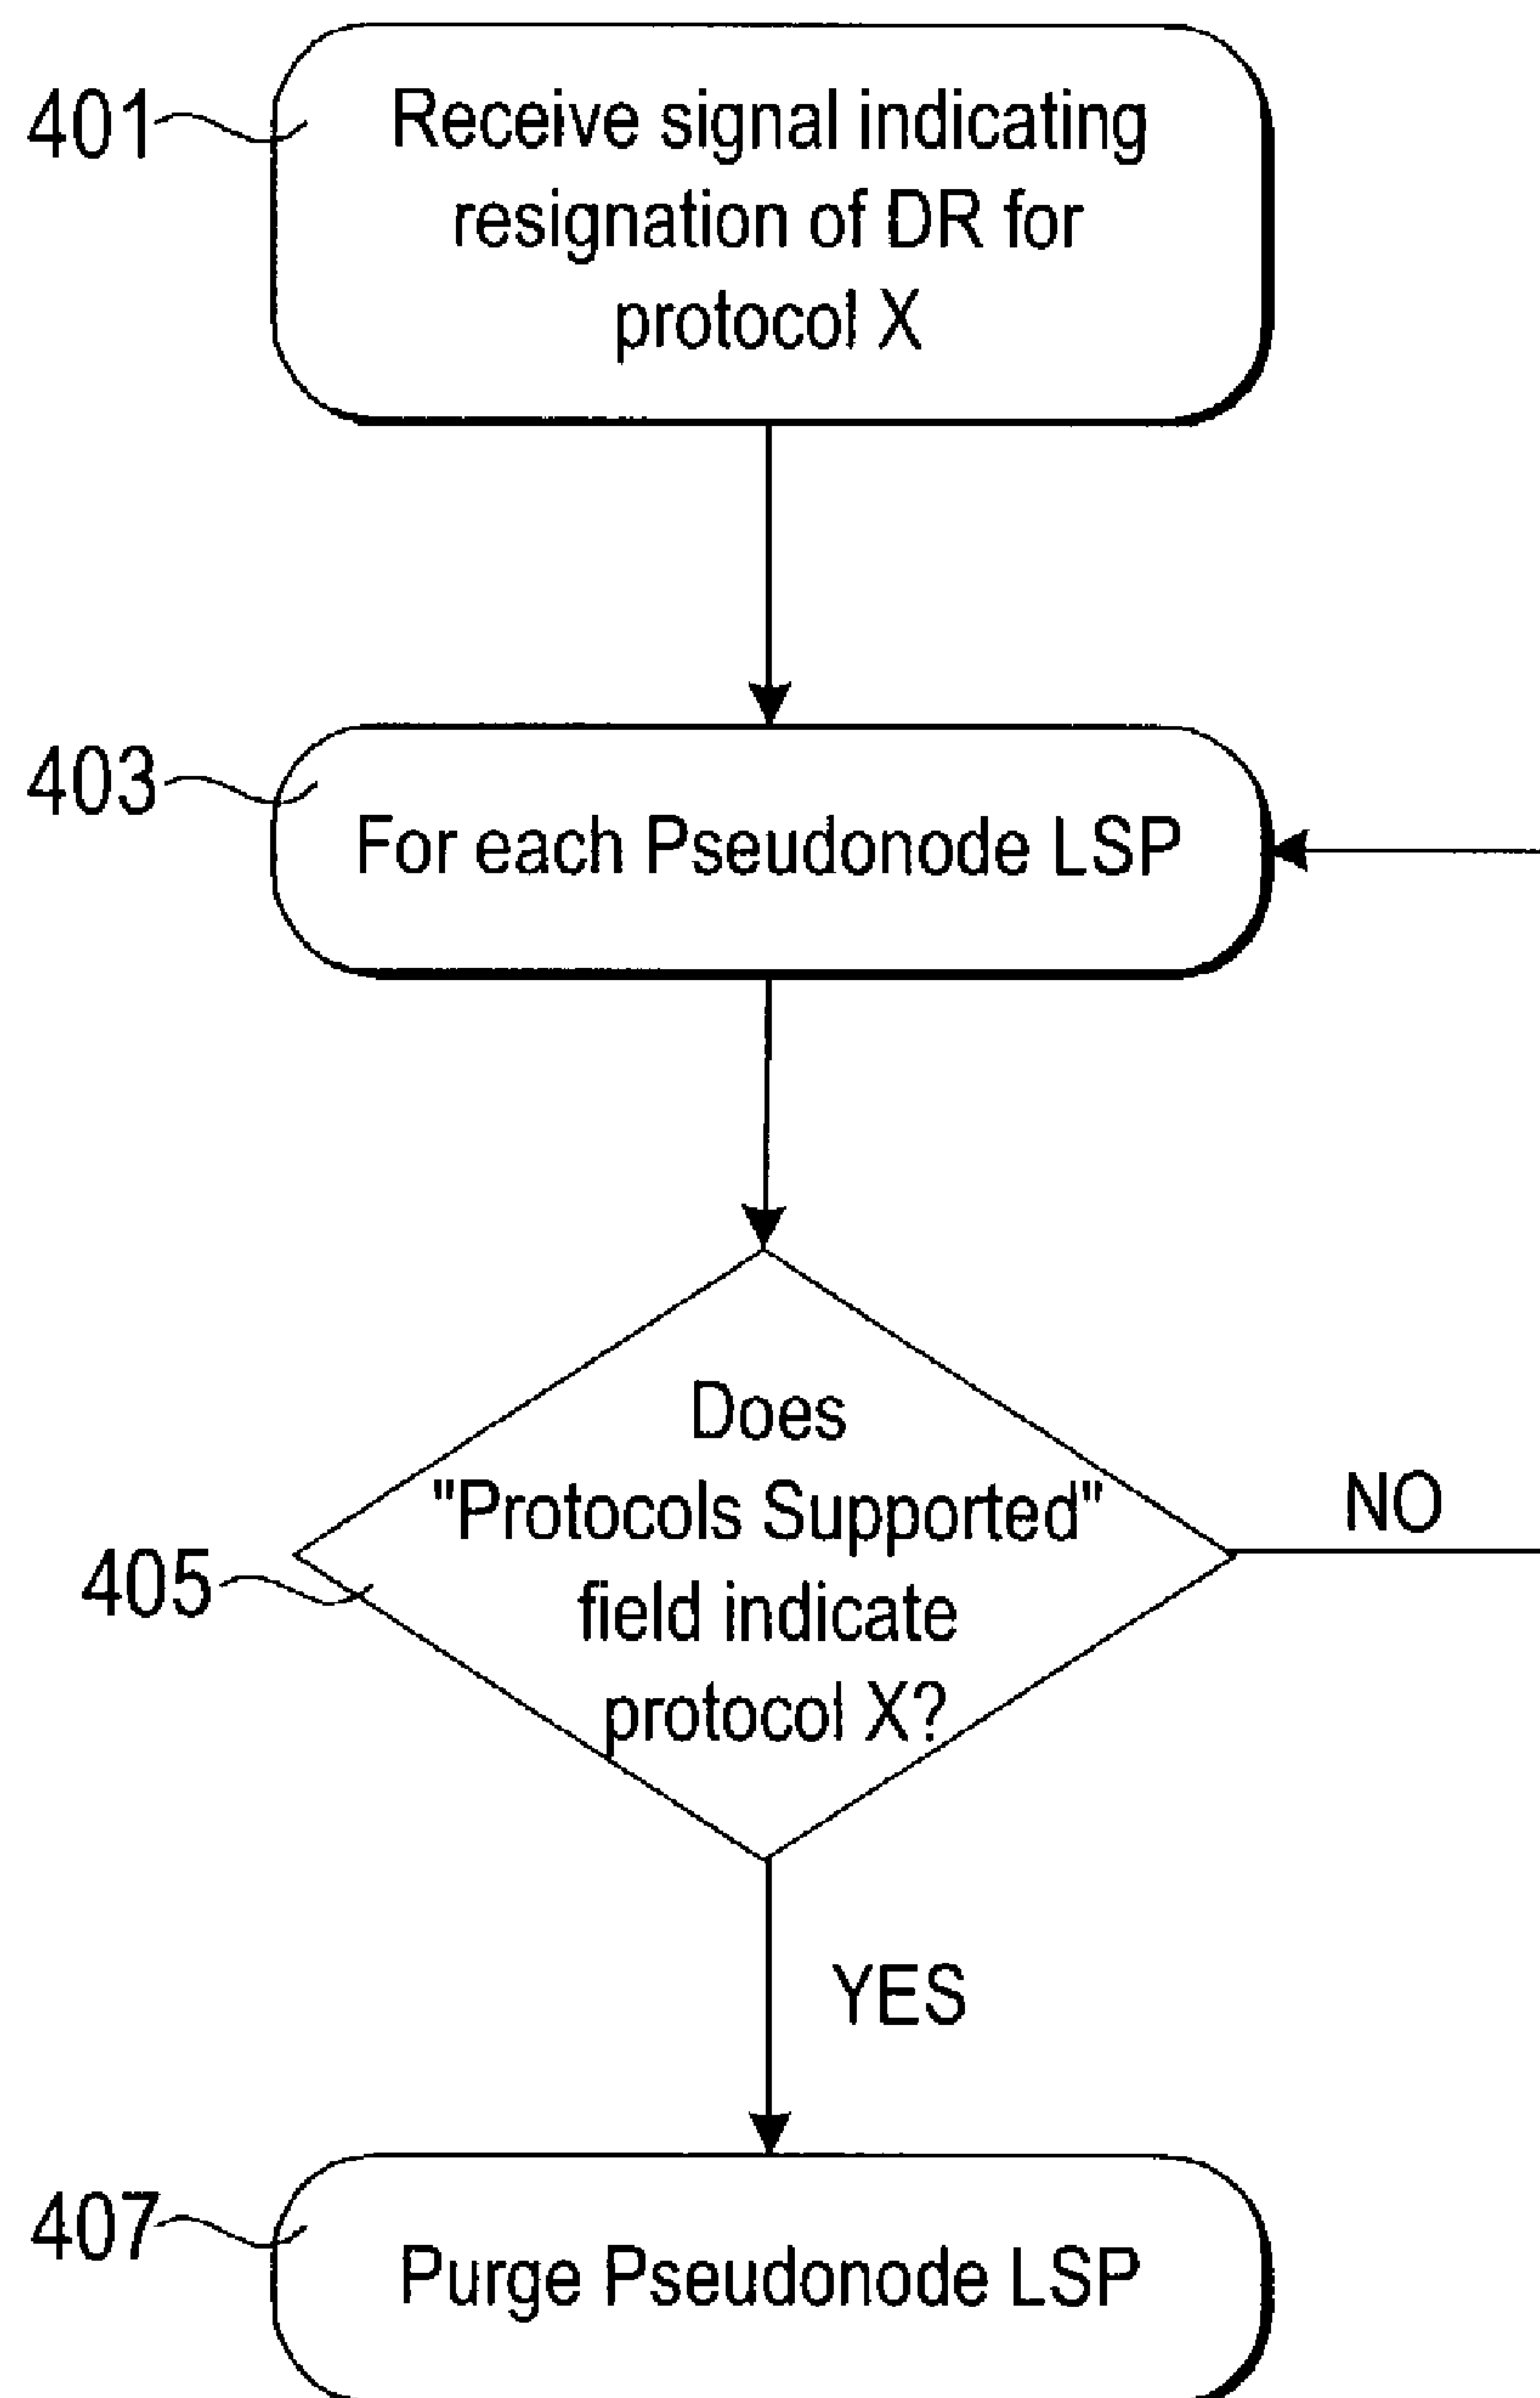 401
Receive signal indicating
resignation of DR for
protocol X
403
For each Pseudonode LSP
Does
"Protocols Supported"
field indicate
protocol X?
405
NO
YES
407
Purge Pseudonode LSP